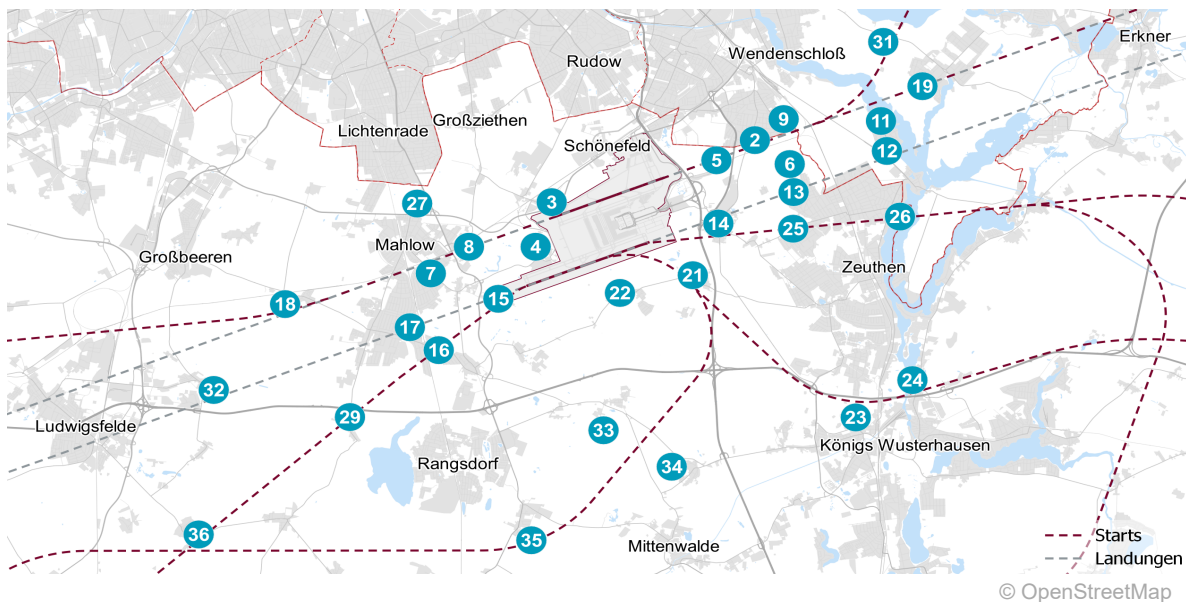 31
Erkner
Wendenschloß
Rudow
19
9
11
Großziethen
Lichtenrade
2
Schönefeld
12
5
6
13
27
3
26
14
25
Mahlow
8
4
Großbeeren
Zeuthen
7
21
22
15
18
17
16
24
32
29
23
Ludwigsfelde
33
Königs Wusterhausen
Rangsdorf
34
36
35
Starts
Mittenwalde
Landungen
© OpenStreetMap